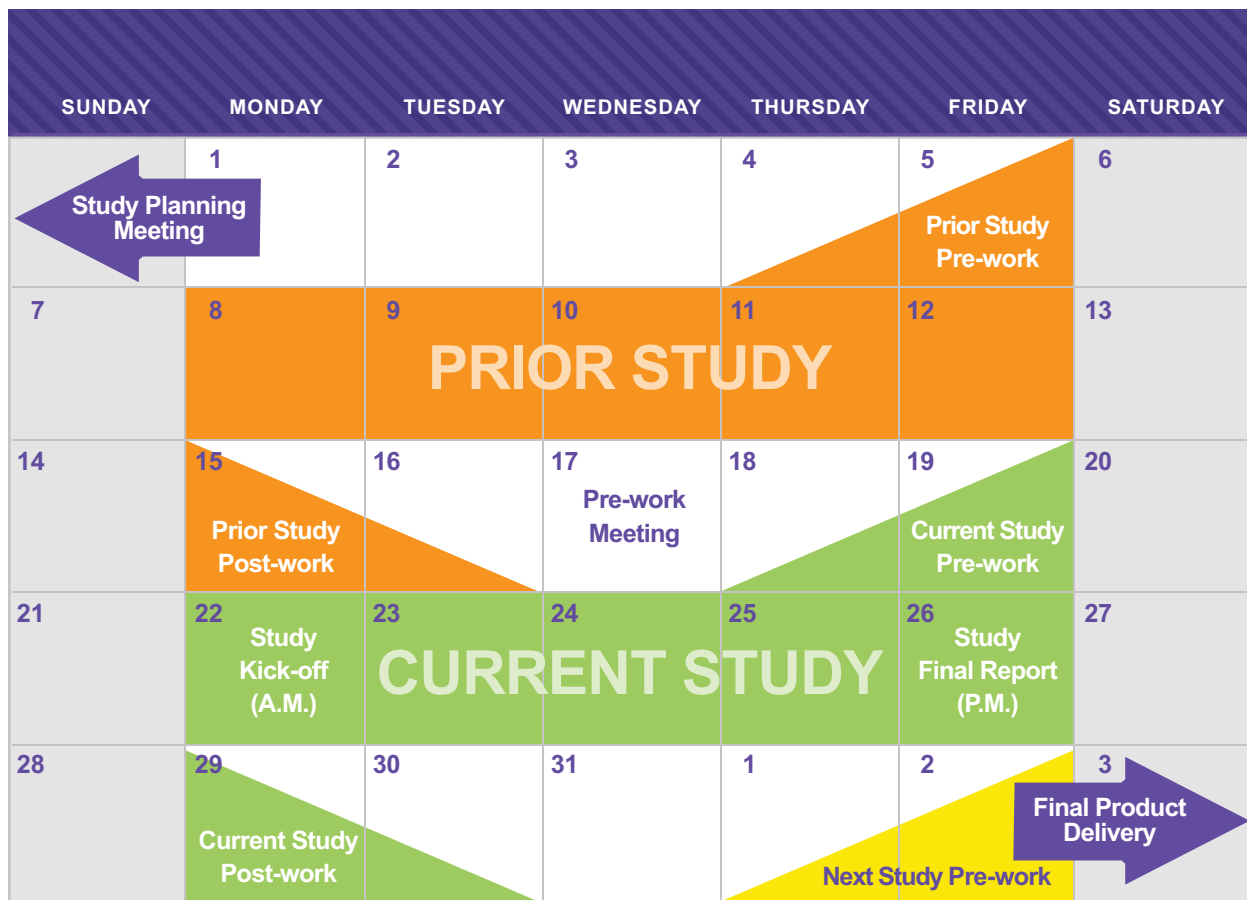 SUNDAY MONDAY TUESDAY WEDNESDAY THURSDAY FRIDAY SATURDAY
1 2 3 4 5 6
Study Planning
Meeting
Prior Study
Pre-work
7 8 9 10 11 12 13
PRIOR STUDY
14 15 16 17 18 19 20
Prior Study
Post-work
Pre-work
Meeting
Current Study
Pre-work
21 22 23 24 25 26 27
Study
Kick-off
(A.M.)
CURRENT STUDY
Study
Final Report
(P.M.)
28 29 30 31 1 2 3
Current Study
Post-work
Next Study Pre-work
Final Product
Delivery